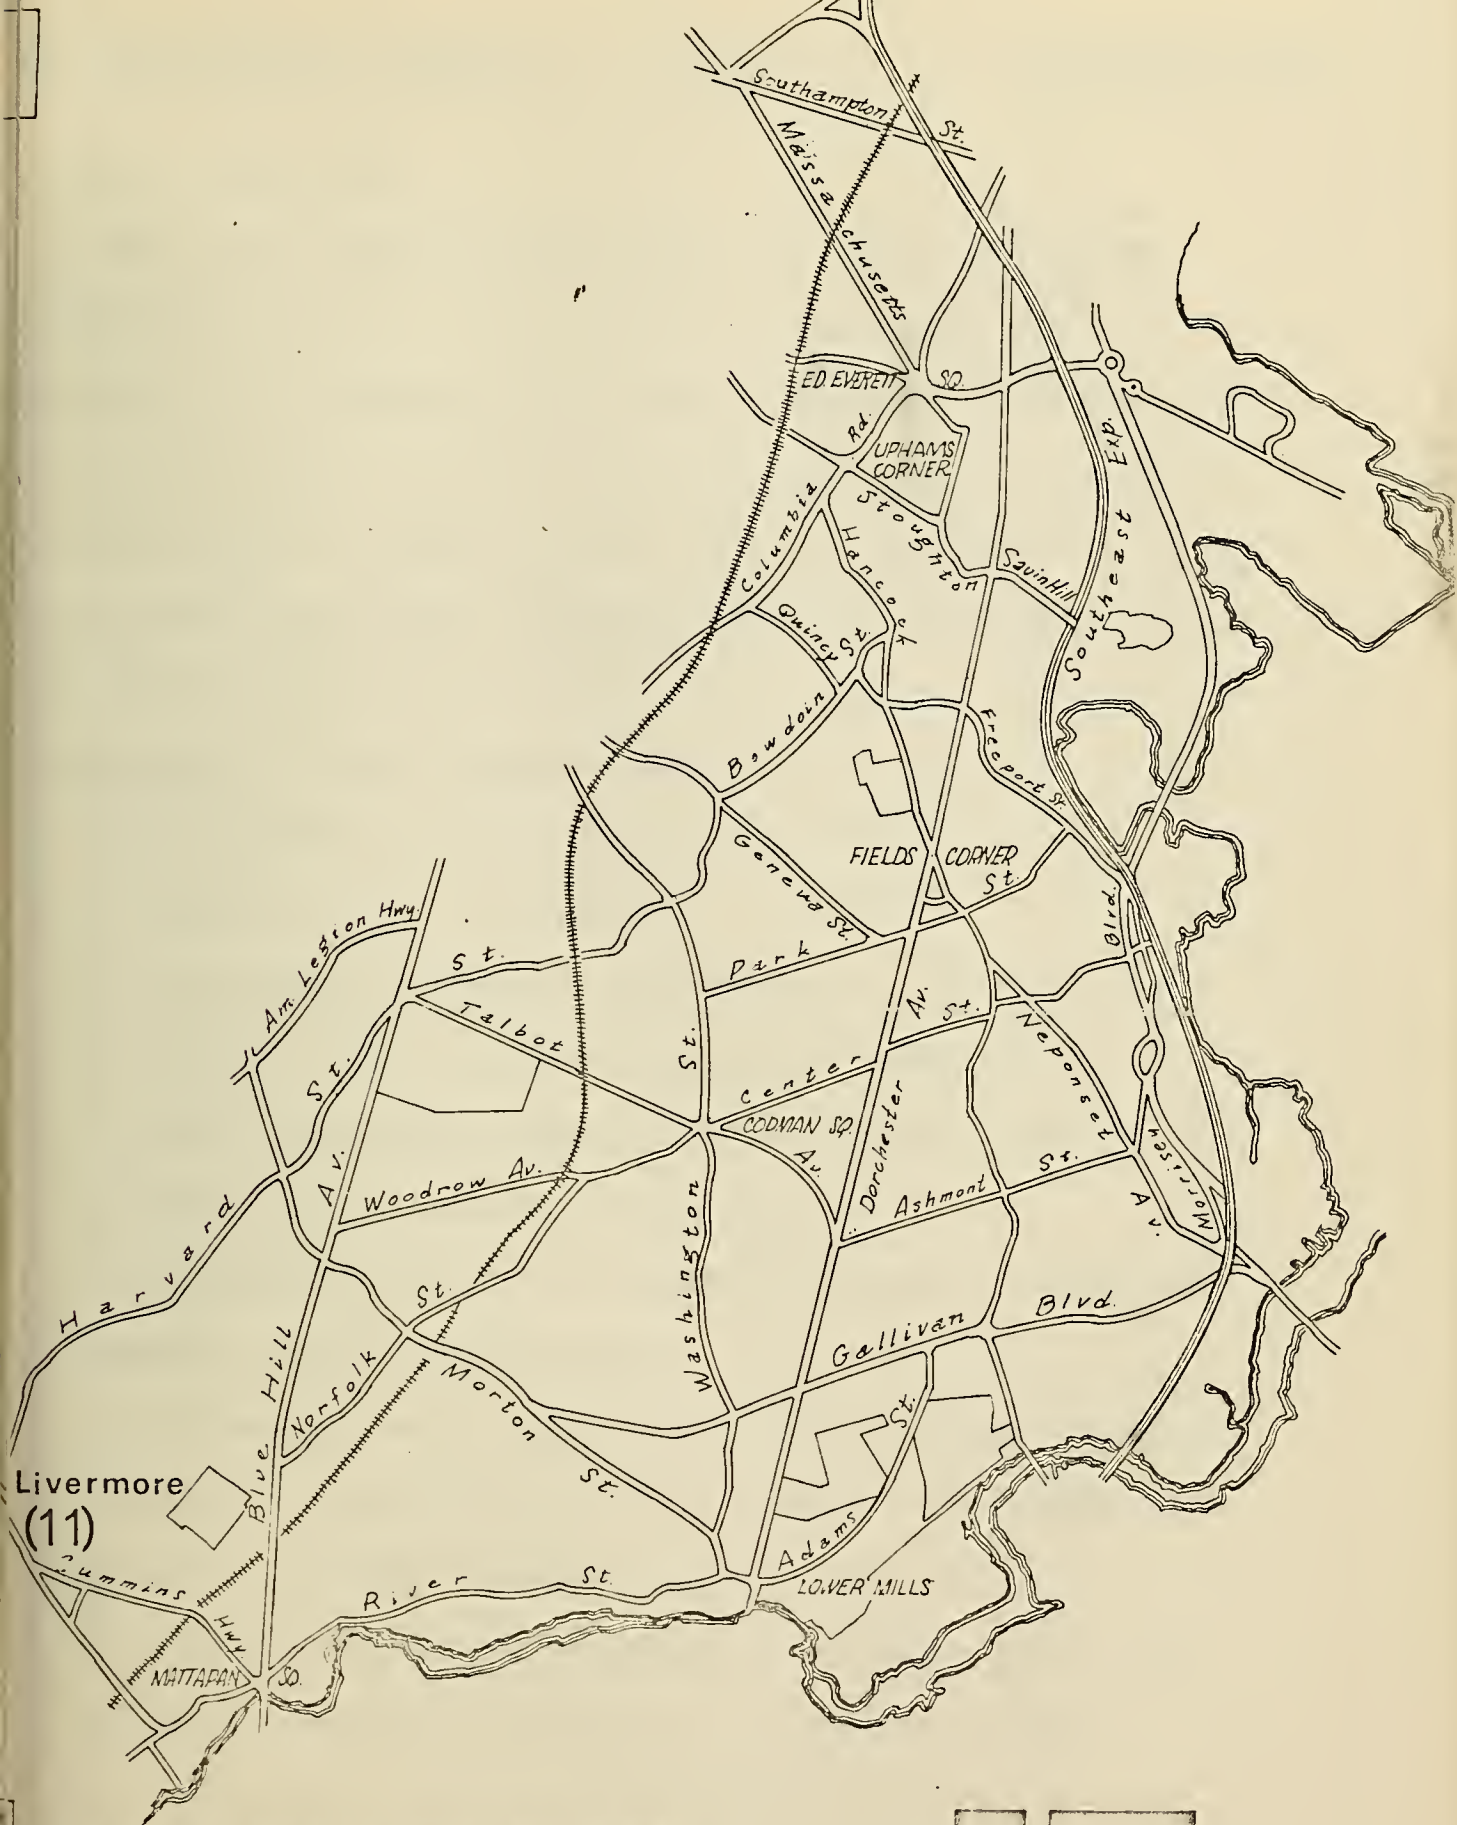 Southampton St.
Massachusetts
ED. EVERETT SQ.
Rd.
UPHAMS
CORNER
Southeast Exp.
Columbia
Stoughton
Hancock
Savin Hill
Quincy
St.
Bowdoin
Freeport St.
Geneva St.
FIELDS CORNER
St.
Am. Legion Hwy.
St.
Park
Blvd.
Talbot
Av.
St.
St.
St.
Center
Neponset
CODMAN SQ.
Dorchester
Av.
Woodrow Av.
Av.
Ashmont St.
Morrissey
Av.
Harvard
Washington
St.
Gallivan Blvd.
Hill
Norfolk
Morton
St.
St.
Blue
Livermore
(11)
Adams
Cummins
Hwy
River St.
LOWER MILLS
MATTAPAN SQ.